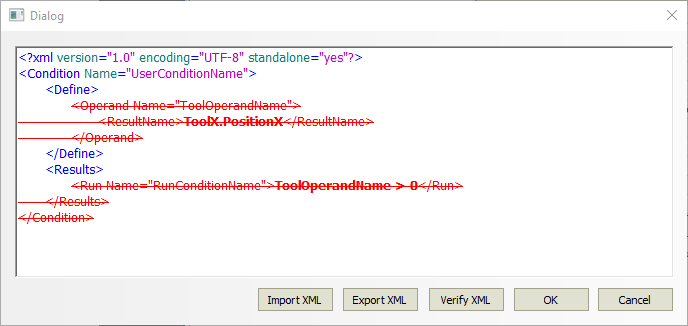 Dialog
<?xml version="1.0" encoding="UTF-8" standalone="yes"?>
<Condition Name="UserConditionName">
<Define>
<Operand Name="ToolOperandName">
<ResultName>ToolX.PositionX</ResultName>
</Operand>
</Define>
<Results>
<Run Name="RunConditionName">ToolOperandName > 0</Run>
</Results>
</Condition>
Import XML Export XML Verify XML OK Cancel